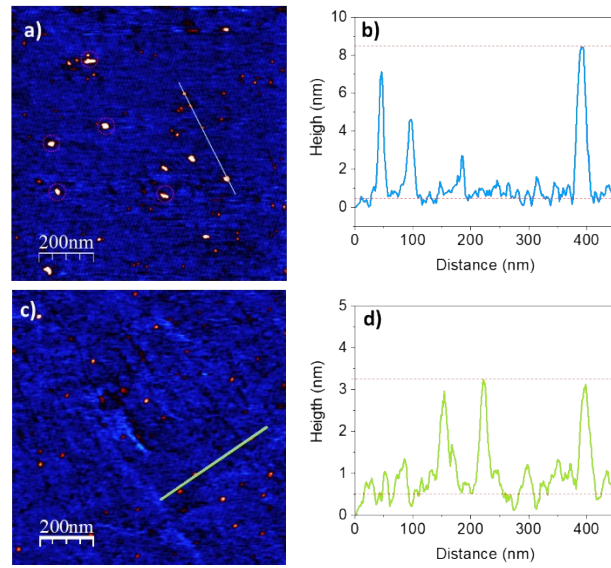 a)
200nm
b)
Heigh (nm)
10
8
6
4
2
0
0 100 200 300 400
Distance (nm)
c)
200nm
d)
Heigth (nm)
5
4
3
2
1
0
0 100 200 300 400
Distance (nm)